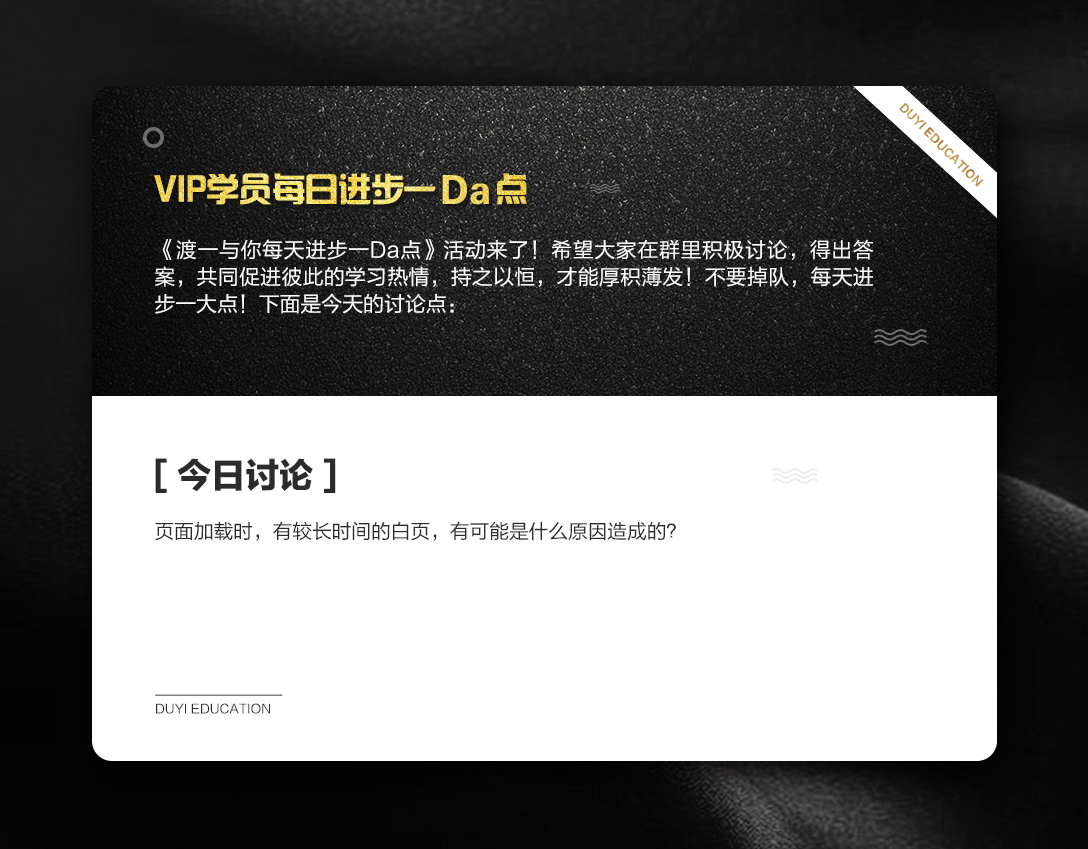 DUYI EDUCATION
VIP学员每日进步一Da点
《渡一与你每天进步一Da点》活动来了！希望大家在群里积极讨论，得出答
案，共同促进彼此的学习热情，持之以恒，才能厚积薄发！不要掉队，每天进
步一大点！下面是今天的讨论点：
[ 今日讨论 ]
页面加载时，有较长时间的白页，有可能是什么原因造成的？
DUYI EDUCATION